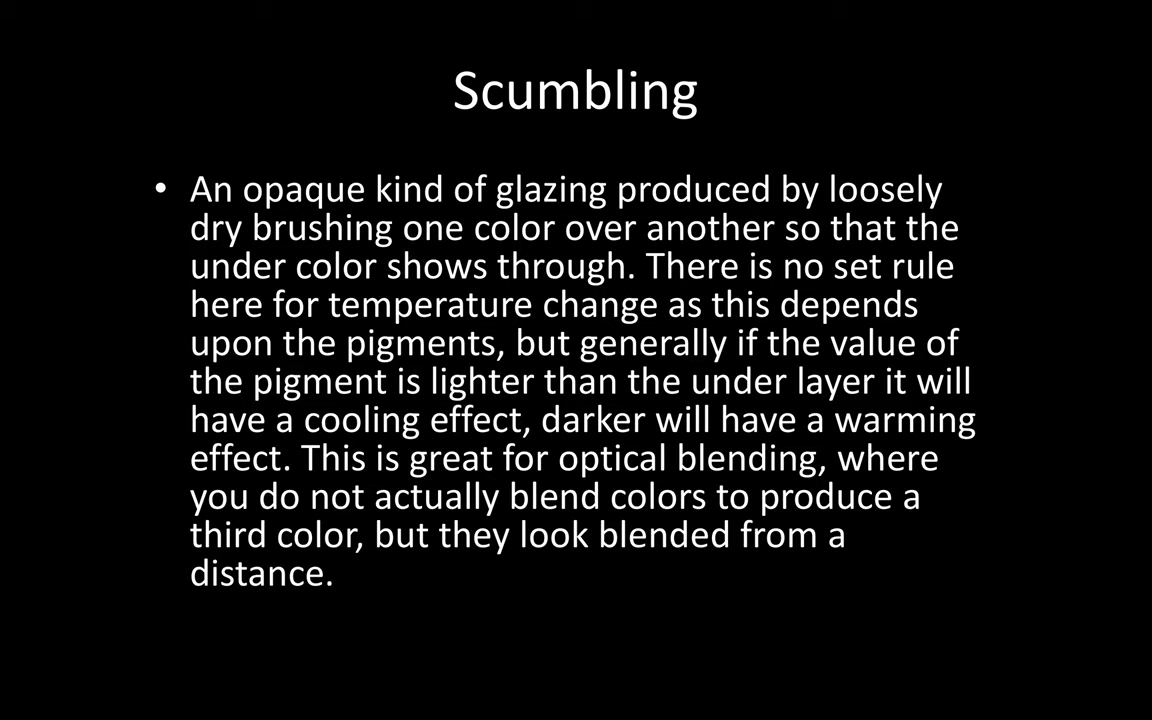 Scumbling
• An opaque kind of glazing produced by loosely
dry brushing one color over another so that the
under color shows through. There is no set rule
here for temperature change as this depends
upon the pigments, but generally if the value of
the pigment is lighter than the under layer it will
have a cooling effect, darker will have a warming
effect. This is great for optical blending, where
you do not actually blend colors to produce a
third color, but they look blended from a
distance.